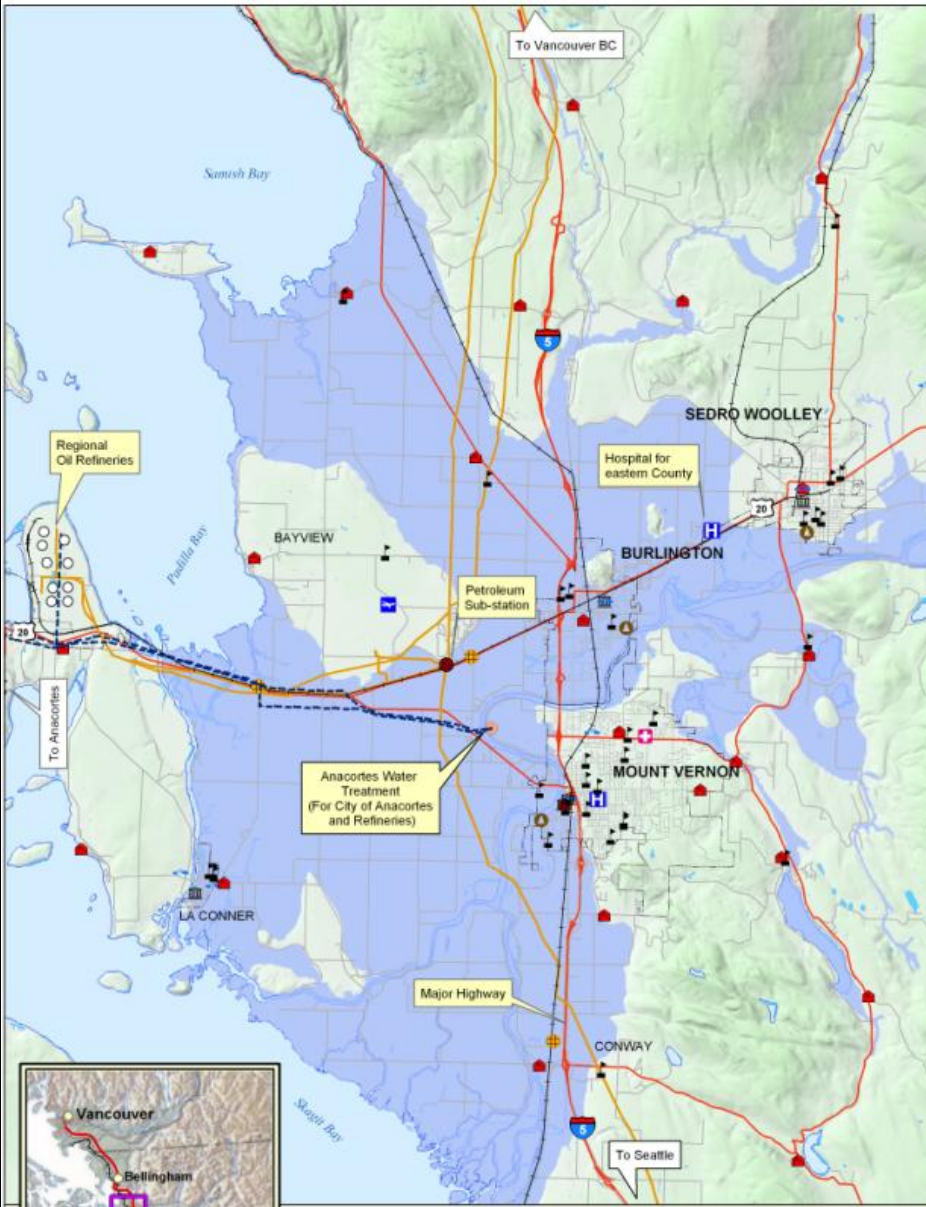 To Vancouver BC
Samish Bay
5
SEDRO WOOLLEY
Regional
Oil Refineries
Hospital for
eastern County
20
H
Padilla Bay
BAYVIEW
BURLINGTON
Petroleum
Sub-station
20
To Anacortes
Anacortes Water
Treatment
(For City of Anacortes
and Refineries)
MOUNT VERNON
H
LA CONNER
Major Highway
CONWAY
Skagit Bay
5
To Seattle
Vancouver
Bellingham